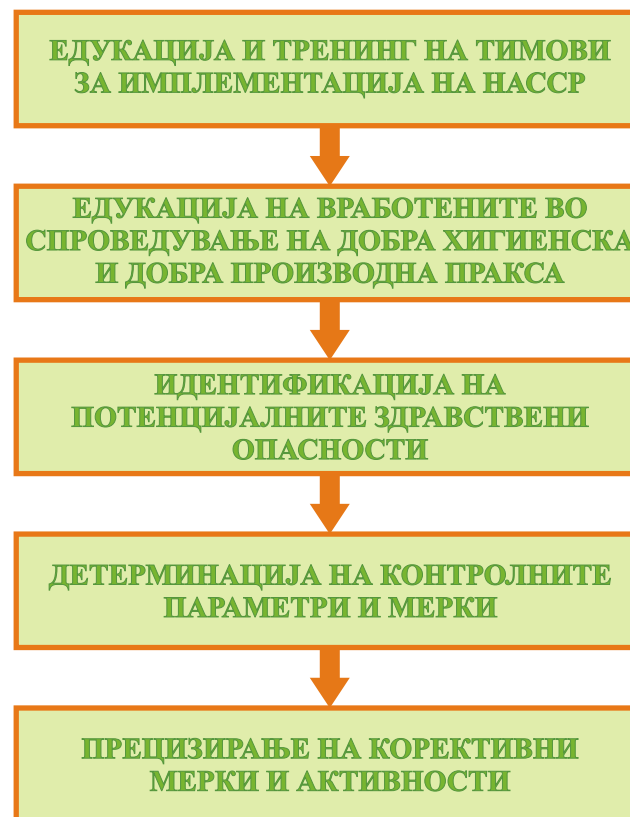 ЕДУКАЦИЈА И ТРЕНИНГ НА ТИМОВИ
ЗА ИМПЛЕМЕНТАЦИЈА НА НАССР
ЕДУКАЦИЈА НА ВРАБОТЕНИТЕ ВО
СПРОВЕДУВАЊЕ НА ДОБРА ХИГИЕНСКА
И ДОБРА ПРОИЗВОДНА ПРАКСА
ИДЕНТИФИКАЦИЈА НА
ПОТЕНЦИЈАЛНИТЕ ЗДРАВСТВЕНИ
ОПАСНОСТИ
ДЕТЕРМИНАЦИЈА НА КОНТРОЛНИТЕ
ПАРАМЕТРИ И МЕРКИ
ПРЕЦИЗИРАЊЕ НА КОРЕКТИВНИ
МЕРКИ И АКТИВНОСТИ